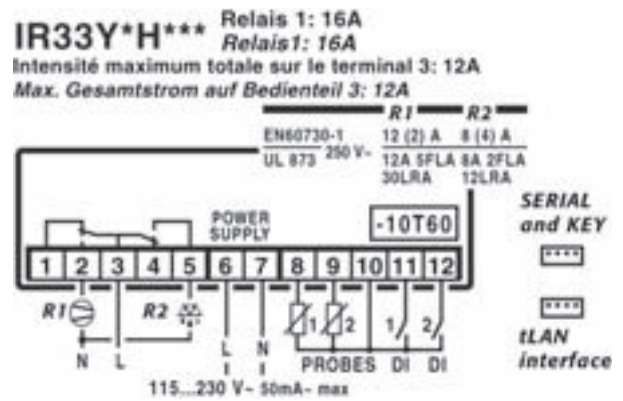 IR33Y*H*** Relais 1: 16A
Relais1: 16A
Intensité maximum totale sur le terminal 3: 12A
Max. Gesamtstrom auf Bedienteil 3: 12A
R1 R2
EN60730-1 250 V~ 12 (2) A 8 (4) A
UL 873 12A 5FLA 8A 2FLA
30LRA 12LRA
SERIAL
and KEY
POWER
SUPPLY
-10T60
1 2 3 4 5 6 7 8 9 10 11 12
R1 R2 1 2 1 2
N L L N
PROBES DI DI
115...230 V~ 50mA~ max
tLAN
interface